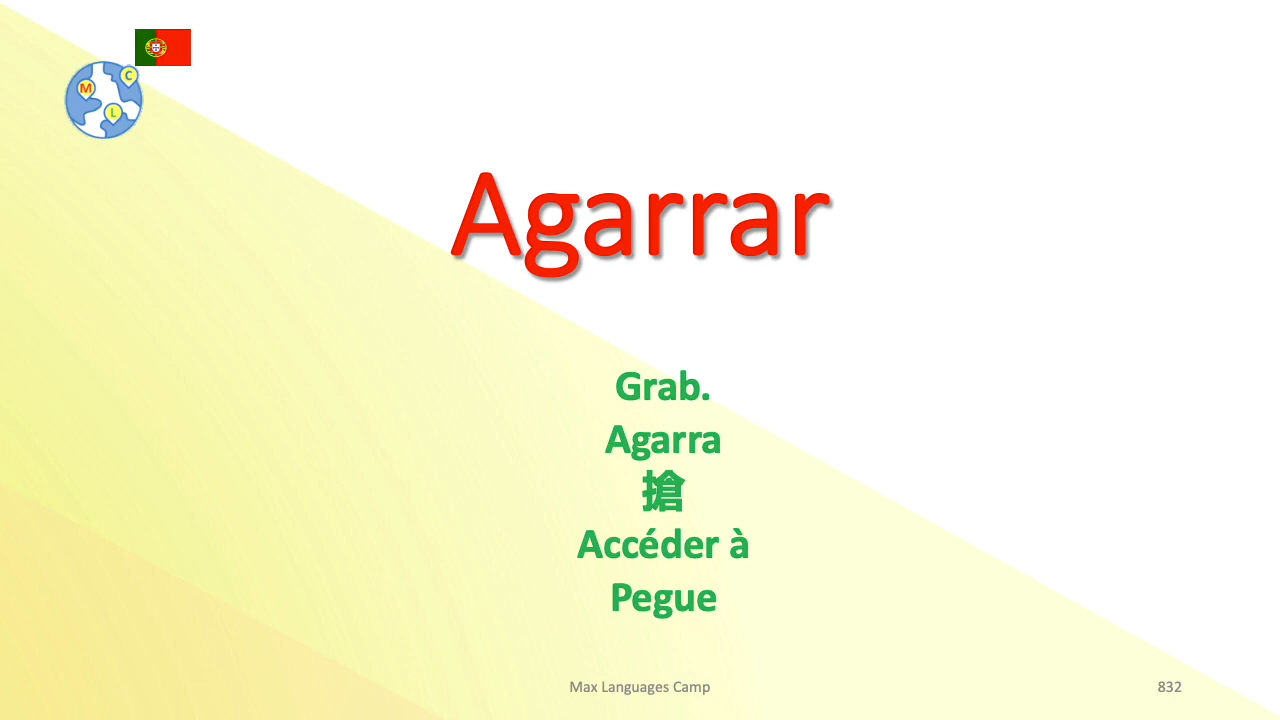 M
C
L
Agarrar
Grab.
Agarra
搶
Accéder à
Pegue
Max Languages Camp
832